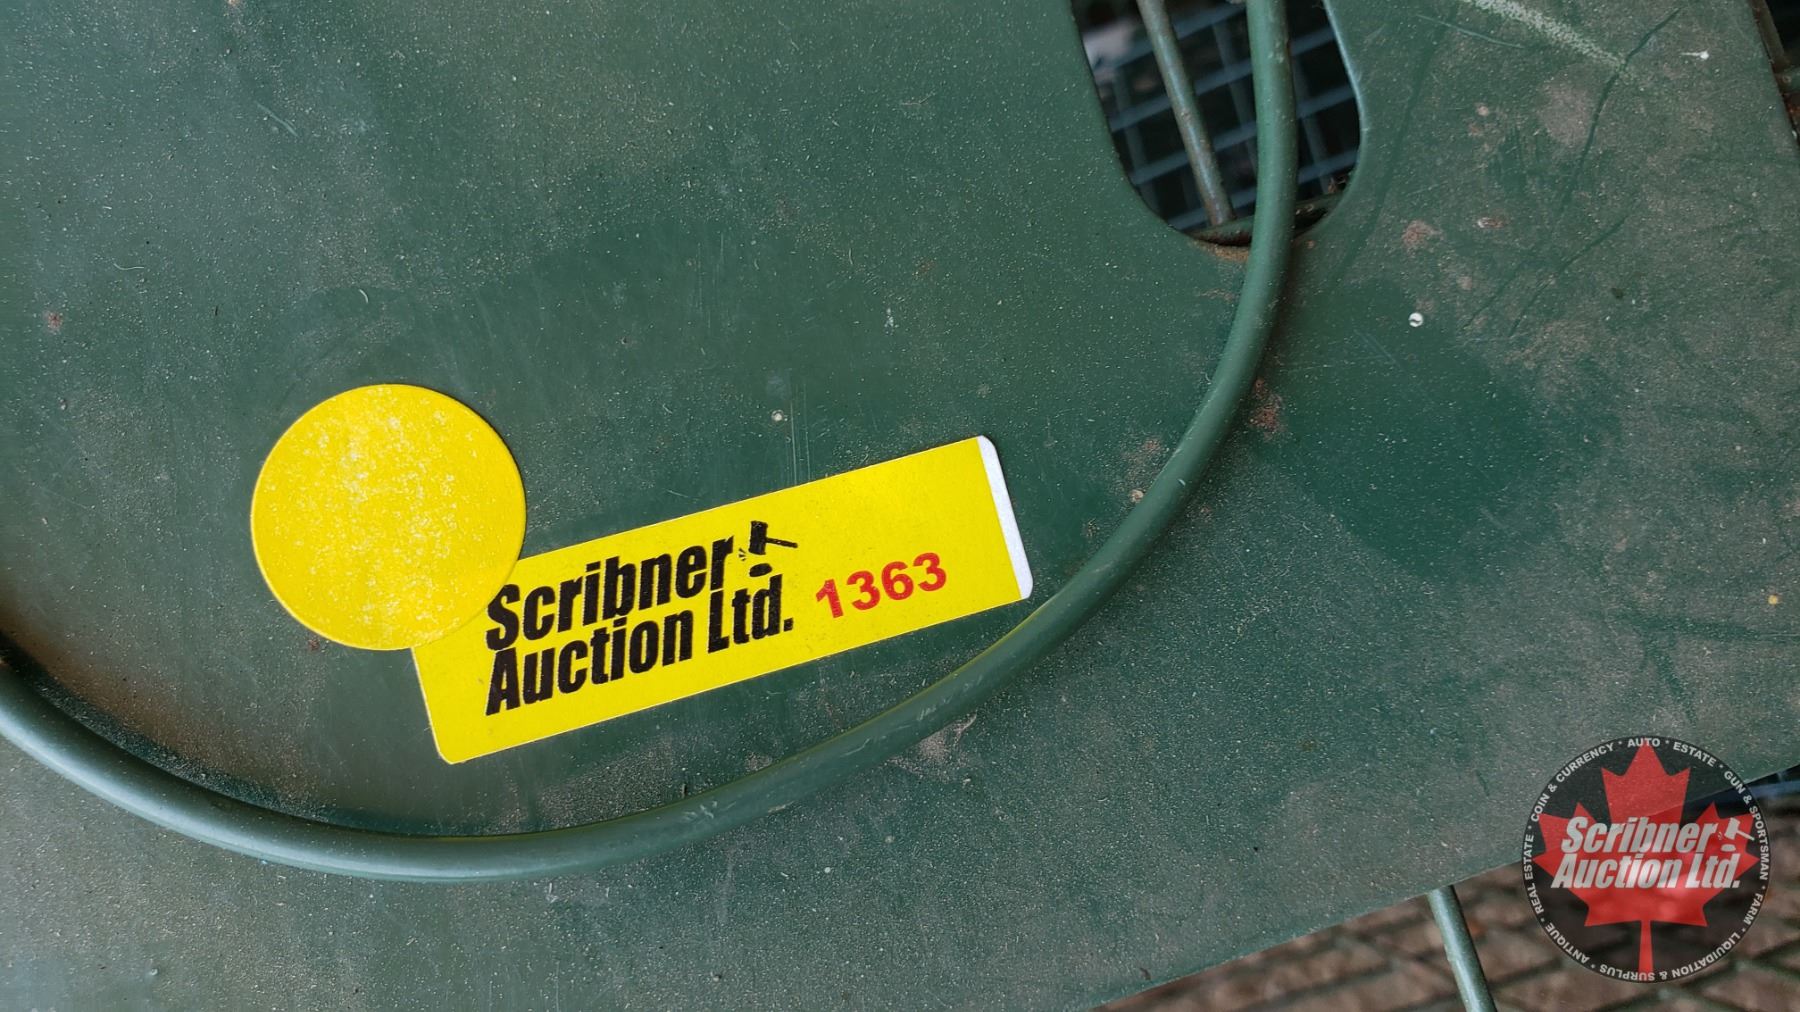 Scribner
Auction Ltd. 1363
COIN & CURRENCY * AUTO * ESTATE * GUN & SPORTSMAN * FARM * LIQUIDATION & SURPLUS * ANTIQUE * REAL ESTATE *
Scribner
Auction Ltd.